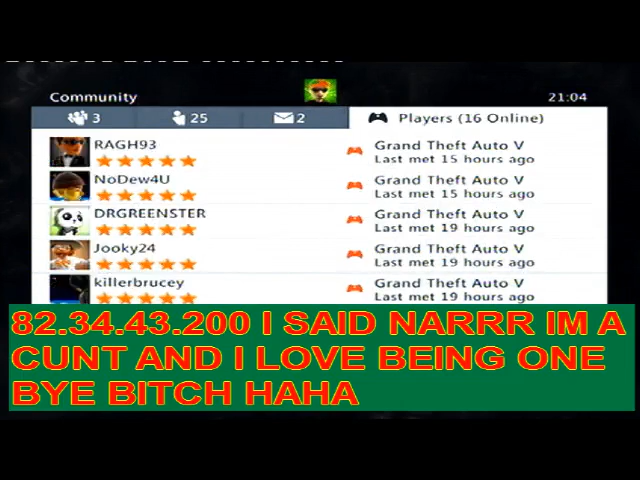 Community
21:04
3
25
2
Players (16 Online)
RAGH93
Grand Theft Auto V
Last met 15 hours ago
NoDew4U
Grand Theft Auto V
Last met 15 hours ago
DRGREENSTER
Grand Theft Auto V
Last met 19 hours ago
Jooky24
Grand Theft Auto V
Last met 19 hours ago
killerbrucey
Grand Theft Auto V
Last met 19 hours ago
82.34.43.200 I SAID NARRR IM A
CUNT AND I LOVE BEING ONE
BYE BITCH HAHA